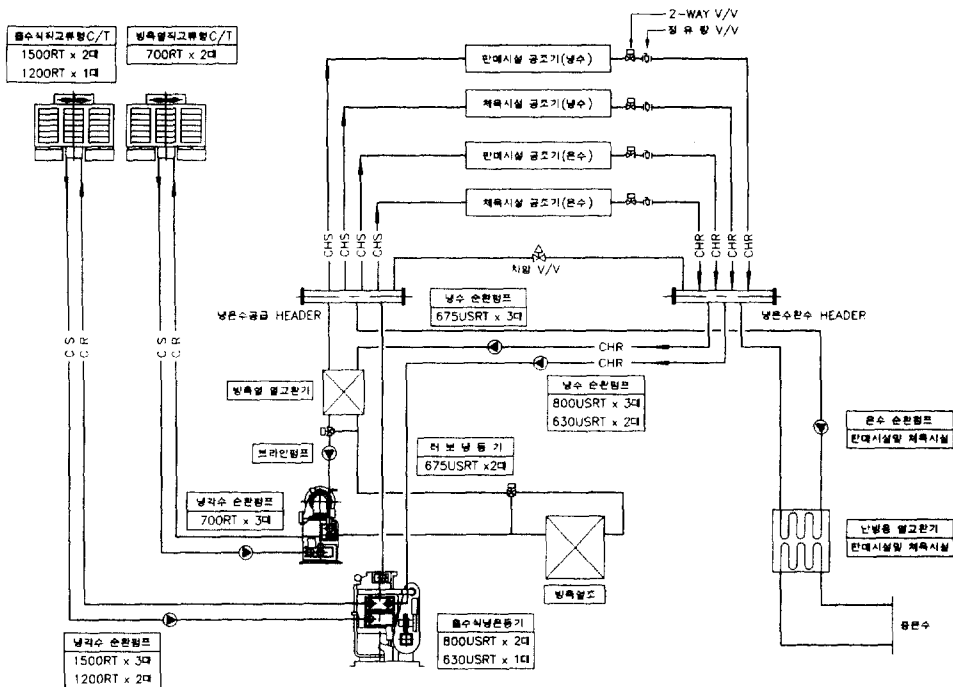 2-WAY V/V
정 유 량 V/V
흡수식직교류형C/T
1500RT x 2대
1200RT x 1대
빙축열직교류형C/T
700RT x 2대
판매시설 공조기(냉수)
체육시설 공조기(냉수)
판매시설 공조기(온수)
체육시설 공조기(온수)
CHS
CHS
CHS
CHS
CHR
CHR
CHR
CHR
차압 V/V
냉온수공급 HEADER
냉수 순환펌프
675USRT x 3대
냉온수환수 HEADER
CS
CR
CS
CR
CHR
CHR
빙축열 열교환기
냉수 순환펌프
800USRT x 3대
630USRT x 2대
온수 순환펌프
판매시설및 체육시설
브라인펌프
터 보 냉 동 기
675USRT x2대
냉각수 순환펌프
700RT x 3대
난방용 열교환기
판매시설및 체육시설
빙축열조
흡수식냉온동기
800USRT x 2대
630USRT x 1대
중온수
냉각수 순환펌프
1500RT x 3대
1200RT x 2대